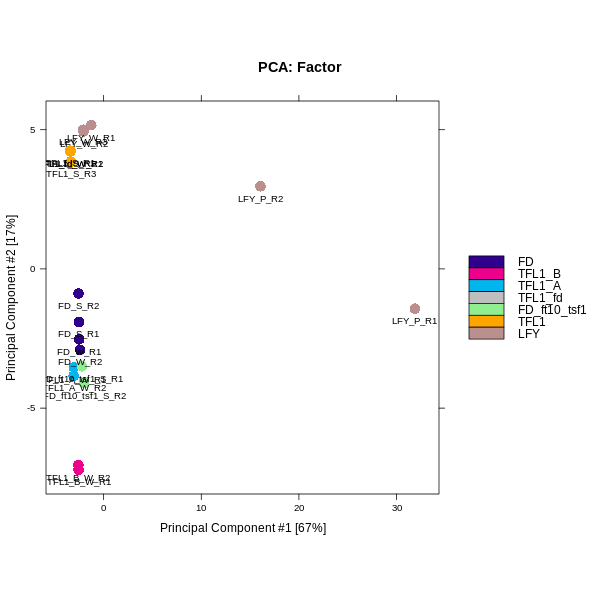 PCA: Factor
5
0
-5
0
10
20
30
Principal Component #2 [17%]
Principal Component #1 [67%]
LFY_W_R1
LFY_W_R2
TFL1_S_R3
LFY_P_R2
LFY_P_R1
FD_S_R2
FD_S_R1
FD_W_R1
FD_W_R2
TFL1_A_W_R2
FD_ft10_tsf1_S_R2
TFL1_B_W_R2
TFL1_B_W_R1
FD
TFL1_B
TFL1_A
TFL1_fd
FD_ft10_tsf1
TFL1
LFY